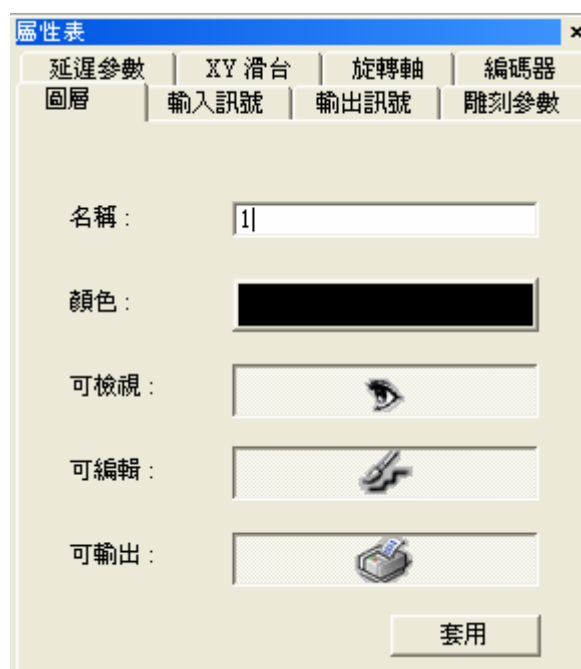 屬性表
延遲參數 XY 滑台 旋轉軸 編碼器
圖層 輸入訊號 輸出訊號 雕刻參數
名稱： 1
顏色：
可檢視：
可編輯：
可輸出：
套用